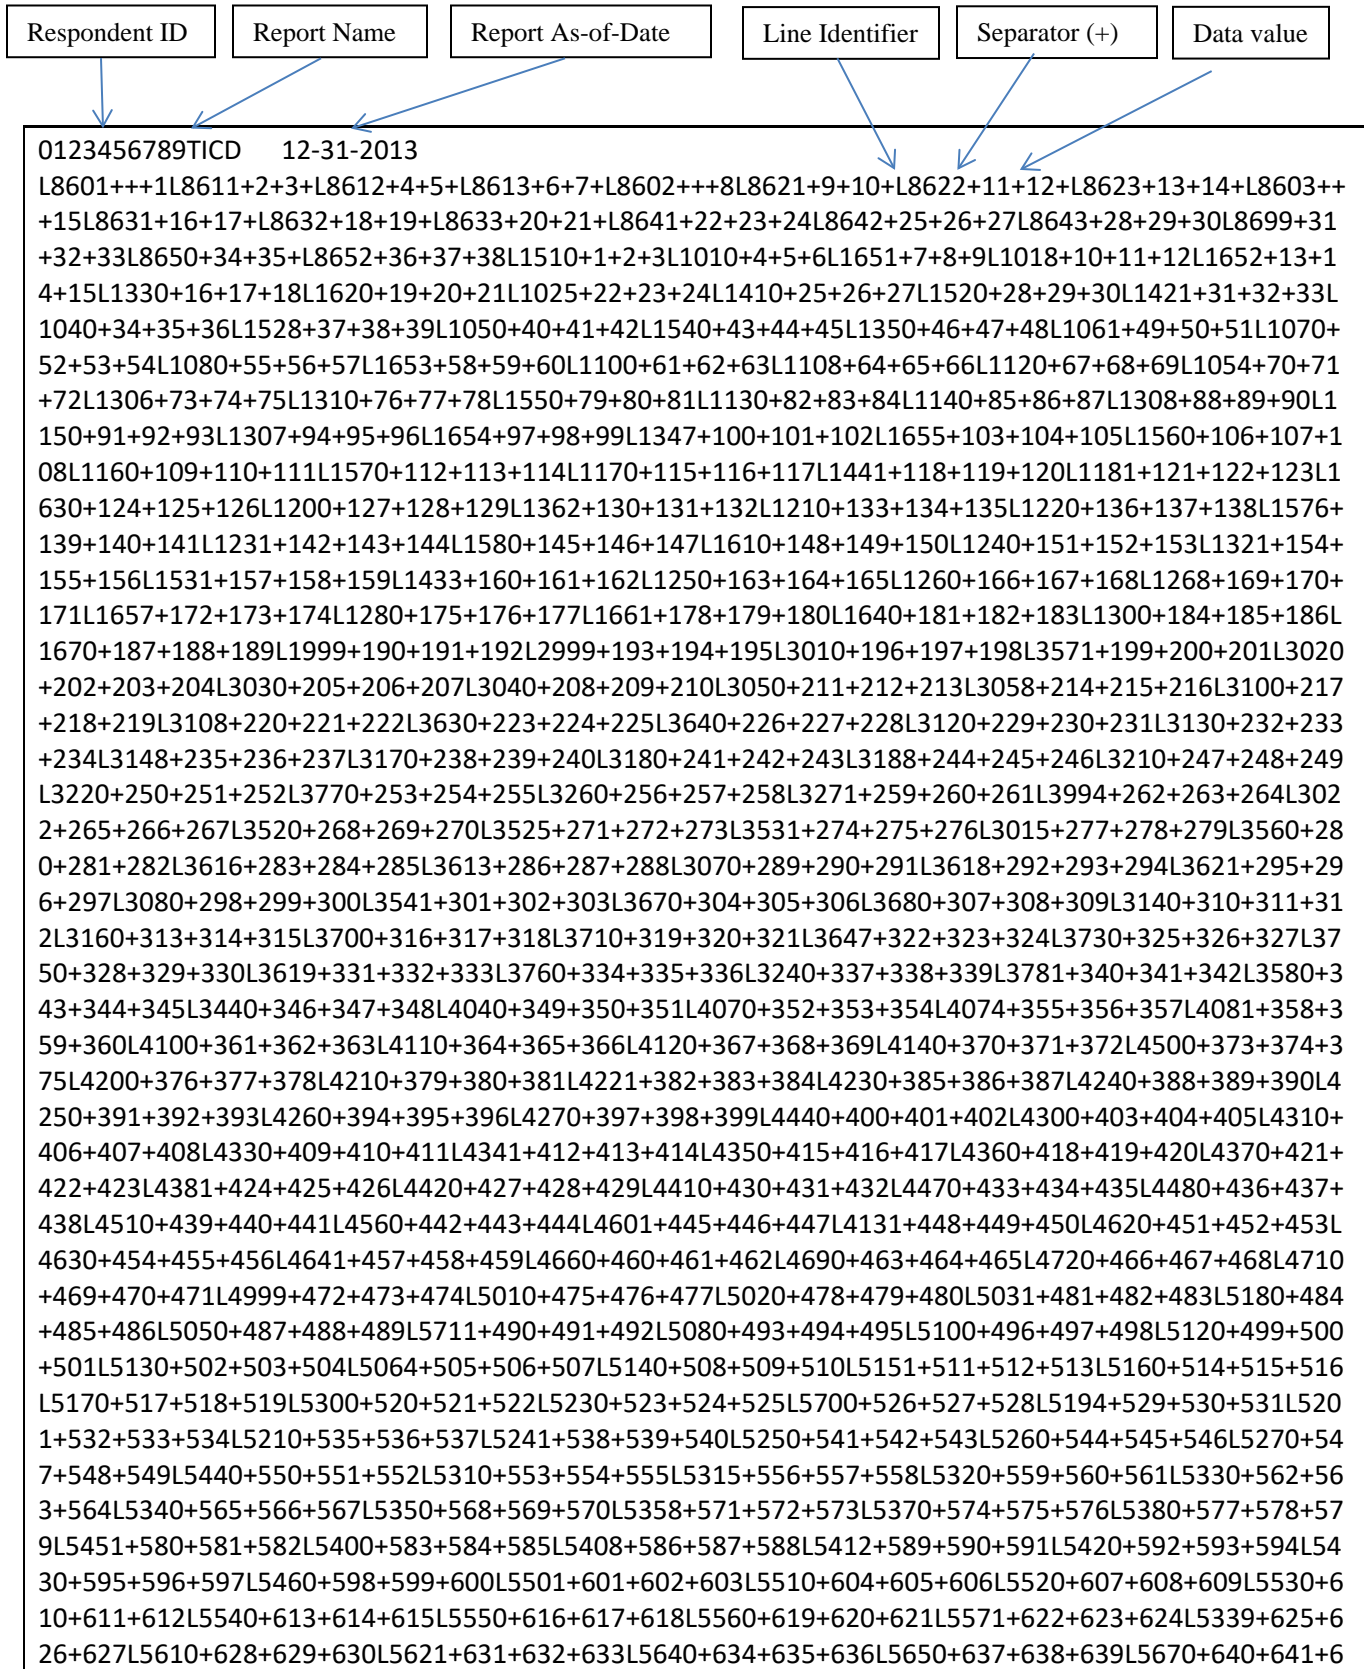 Respondent ID
Report Name
Report As-of-Date
Line Identifier
Separator (+)
Data value
0123456789TICD 12-31-2013
L8601+++1L8611+2+3+L8612+4+5+L8613+6+7+L8602+++8L8621+9+10+L8622+11+12+L8623+13+14+L8603++
+15L8631+16+17+L8632+18+19+L8633+20+21+L8641+22+23+24L8642+25+26+27L8643+28+29+30L8699+31
+32+33L8650+34+35+L8652+36+37+38L1510+1+2+3L1010+4+5+6L1651+7+8+9L1018+10+11+12L1652+13+1
4+15L1330+16+17+18L1620+19+20+21L1025+22+23+24L1410+25+26+27L1520+28+29+30L1421+31+32+33L
1040+34+35+36L1528+37+38+39L1050+40+41+42L1540+43+44+45L1350+46+47+48L1061+49+50+51L1070+
52+53+54L1080+55+56+57L1653+58+59+60L1100+61+62+63L1108+64+65+66L1120+67+68+69L1054+70+71
+72L1306+73+74+75L1310+76+77+78L1550+79+80+81L1130+82+83+84L1140+85+86+87L1308+88+89+90L1
150+91+92+93L1307+94+95+96L1654+97+98+99L1347+100+101+102L1655+103+104+105L1560+106+107+1
08L1160+109+110+111L1570+112+113+114L1170+115+116+117L1441+118+119+120L1181+121+122+123L1
630+124+125+126L1200+127+128+129L1362+130+131+132L1210+133+134+135L1220+136+137+138L1576+
139+140+141L1231+142+143+144L1580+145+146+147L1610+148+149+150L1240+151+152+153L1321+154+
155+156L1531+157+158+159L1433+160+161+162L1250+163+164+165L1260+166+167+168L1268+169+170+
171L1657+172+173+174L1280+175+176+177L1661+178+179+180L1640+181+182+183L1300+184+185+186L
1670+187+188+189L1999+190+191+192L2999+193+194+195L3010+196+197+198L3571+199+200+201L3020
+202+203+204L3030+205+206+207L3040+208+209+210L3050+211+212+213L3058+214+215+216L3100+217
+218+219L3108+220+221+222L3630+223+224+225L3640+226+227+228L3120+229+230+231L3130+232+233
+234L3148+235+236+237L3170+238+239+240L3180+241+242+243L3188+244+245+246L3210+247+248+249
L3220+250+251+252L3770+253+254+255L3260+256+257+258L3271+259+260+261L3994+262+263+264L302
2+265+266+267L3520+268+269+270L3525+271+272+273L3531+274+275+276L3015+277+278+279L3560+28
0+281+282L3616+283+284+285L3613+286+287+288L3070+289+290+291L3618+292+293+294L3621+295+29
6+297L3080+298+299+300L3541+301+302+303L3670+304+305+306L3680+307+308+309L3140+310+311+31
2L3160+313+314+315L3700+316+317+318L3710+319+320+321L3647+322+323+324L3730+325+326+327L37
50+328+329+330L3619+331+332+333L3760+334+335+336L3240+337+338+339L3781+340+341+342L3580+3
43+344+345L3440+346+347+348L4040+349+350+351L4070+352+353+354L4074+355+356+357L4081+358+3
59+360L4100+361+362+363L4110+364+365+366L4120+367+368+369L4140+370+371+372L4500+373+374+3
75L4200+376+377+378L4210+379+380+381L4221+382+383+384L4230+385+386+387L4240+388+389+390L4
250+391+392+393L4260+394+395+396L4270+397+398+399L4440+400+401+402L4300+403+404+405L4310+
406+407+408L4330+409+410+411L4341+412+413+414L4350+415+416+417L4360+418+419+420L4370+421+
422+423L4381+424+425+426L4420+427+428+429L4410+430+431+432L4470+433+434+435L4480+436+437+
438L4510+439+440+441L4560+442+443+444L4601+445+446+447L4131+448+449+450L4620+451+452+453L
4630+454+455+456L4641+457+458+459L4660+460+461+462L4690+463+464+465L4720+466+467+468L4710
+469+470+471L4999+472+473+474L5010+475+476+477L5020+478+479+480L5031+481+482+483L5180+484
+485+486L5050+487+488+489L5711+490+491+492L5080+493+494+495L5100+496+497+498L5120+499+500
+501L5130+502+503+504L5064+505+506+507L5140+508+509+510L5151+511+512+513L5160+514+515+516
L5170+517+518+519L5300+520+521+522L5230+523+524+525L5700+526+527+528L5194+529+530+531L520
1+532+533+534L5210+535+536+537L5241+538+539+540L5250+541+542+543L5260+544+545+546L5270+54
7+548+549L5440+550+551+552L5310+553+554+555L5315+556+557+558L5320+559+560+561L5330+562+56
3+564L5340+565+566+567L5350+568+569+570L5358+571+572+573L5370+574+575+576L5380+577+578+57
9L5451+580+581+582L5400+583+584+585L5408+586+587+588L5412+589+590+591L5420+592+593+594L54
30+595+596+597L5460+598+599+600L5501+601+602+603L5510+604+605+606L5520+607+608+609L5530+6
10+611+612L5540+613+614+615L5550+616+617+618L5560+619+620+621L5571+622+623+624L5339+625+6
26+627L5610+628+629+630L5621+631+632+633L5640+634+635+636L5650+637+638+639L5670+640+641+6